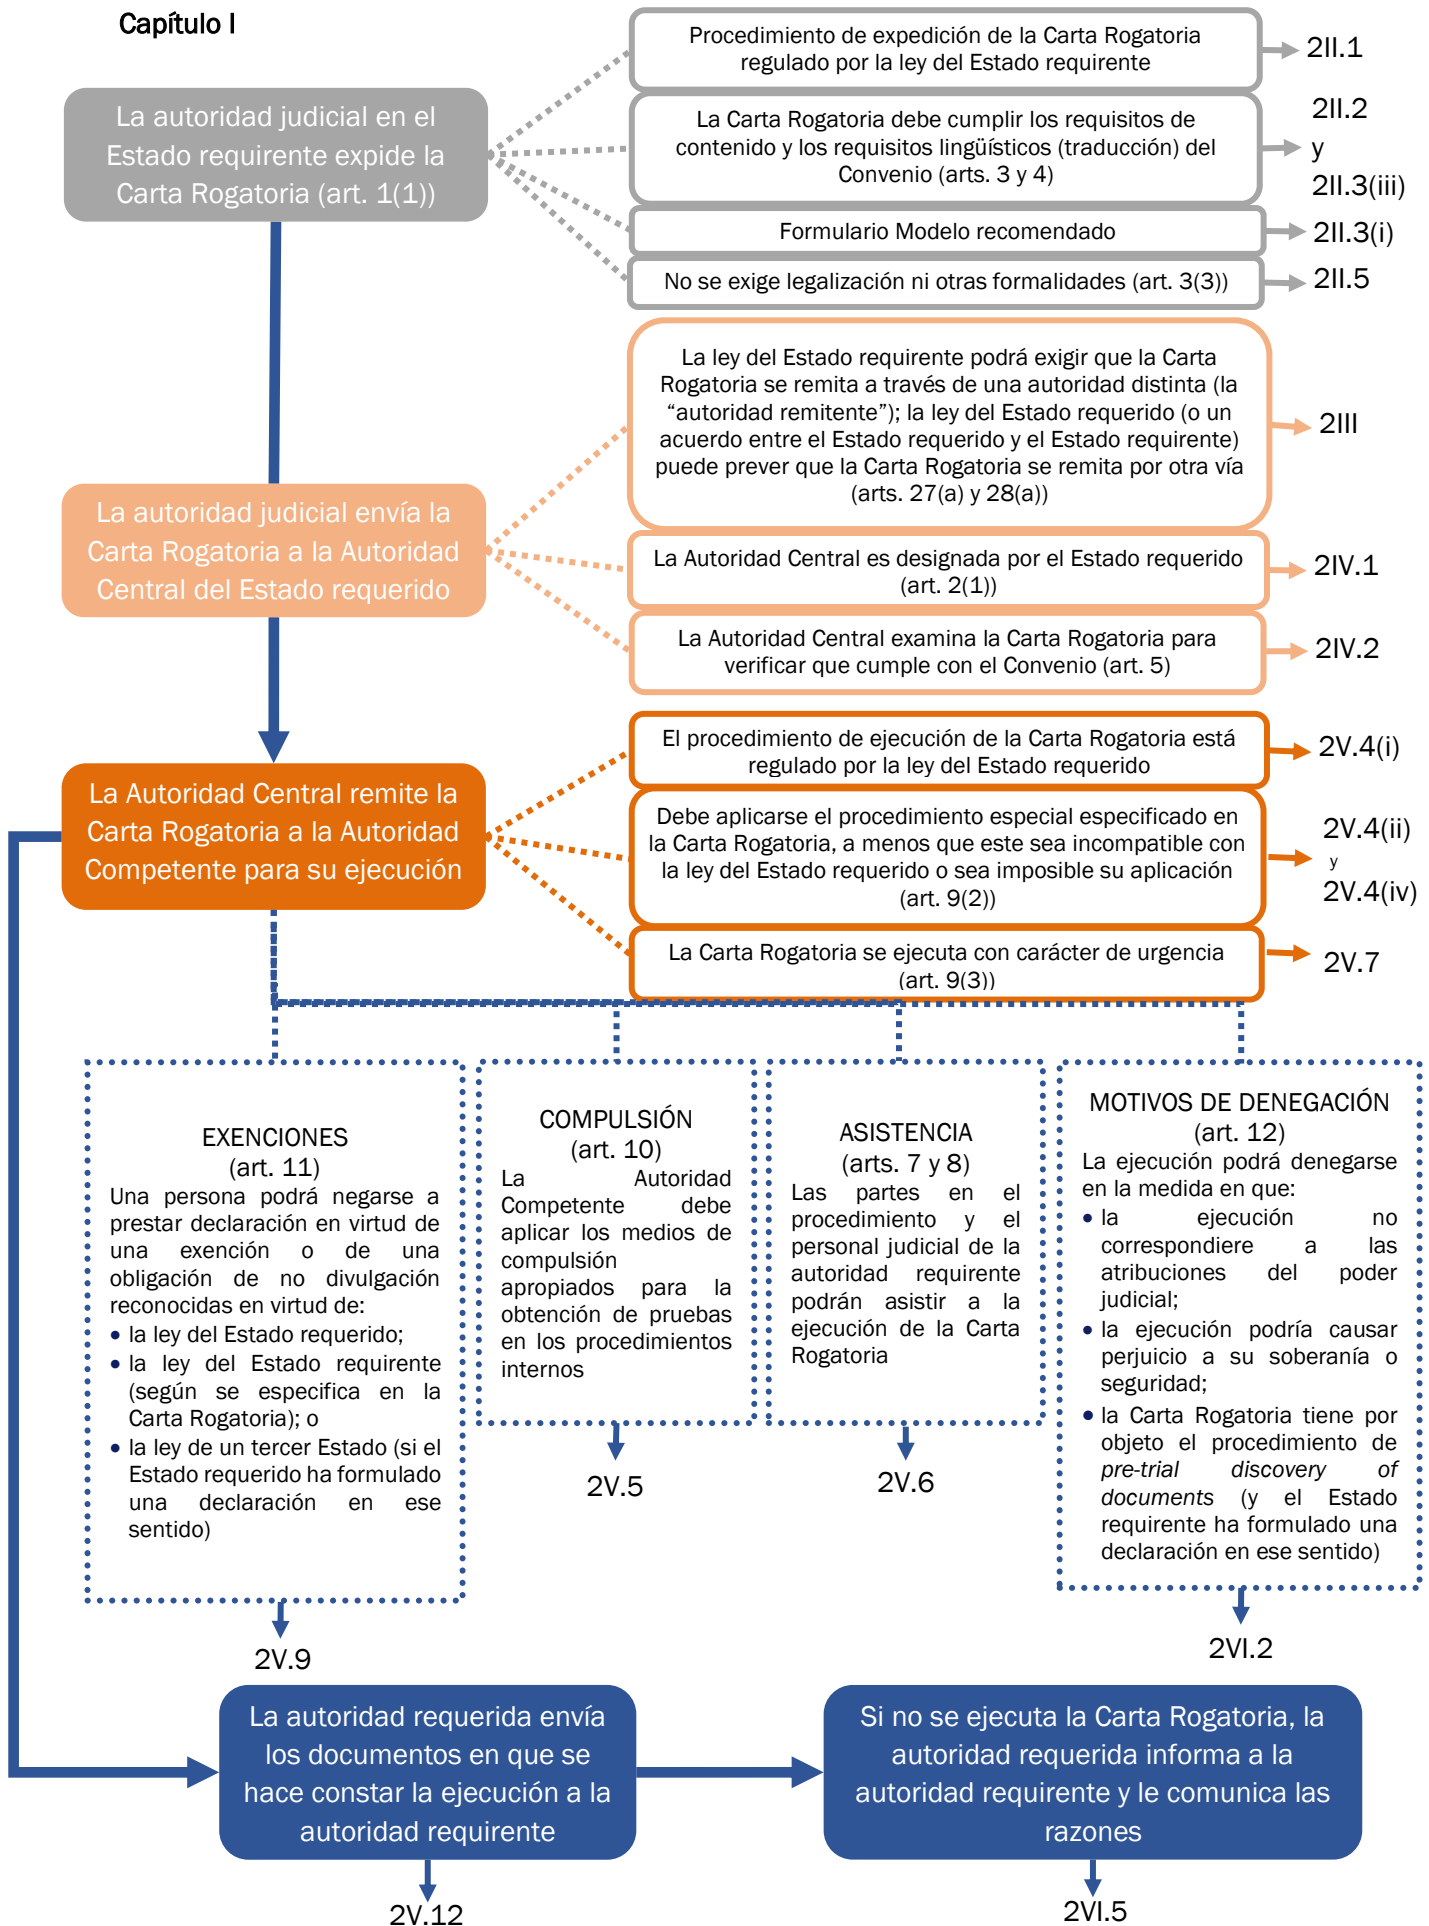 Capítulo I
La autoridad judicial en el
Estado requirente expide la
Carta Rogatoria (art. 1(1))
Procedimiento de expedición de la Carta Rogatoria
regulado por la ley del Estado requirente
2II.1
La Carta Rogatoria debe cumplir los requisitos de
contenido y los requisitos lingüísticos (traducción) del
Convenio (arts. 3 y 4)
2II.2
y
2II.3(iii)
Formulario Modelo recomendado
2II.3(i)
No se exige legalización ni otras formalidades (art. 3(3))
2II.5
La autoridad judicial envía la
Carta Rogatoria a la Autoridad
Central del Estado requerido
La ley del Estado requirente podrá exigir que la Carta
Rogatoria se remita a través de una autoridad distinta (la
“autoridad remitente”); la ley del Estado requerido (o un
acuerdo entre el Estado requerido y el Estado requirente)
puede prever que la Carta Rogatoria se remita por otra vía
(arts. 27(a) y 28(a))
2III
La Autoridad Central es designada por el Estado requerido
(art. 2(1))
2IV.1
La Autoridad Central examina la Carta Rogatoria para
verificar que cumple con el Convenio (art. 5)
2IV.2
La Autoridad Central remite la
Carta Rogatoria a la Autoridad
Competente para su ejecución
El procedimiento de ejecución de la Carta Rogatoria está
regulado por la ley del Estado requerido
2V.4(i)
Debe aplicarse el procedimiento especial especificado en
la Carta Rogatoria, a menos que este sea incompatible con
la ley del Estado requerido o sea imposible su aplicación
(art. 9(2))
2V.4(ii)
y
2V.4(iv)
La Carta Rogatoria se ejecuta con carácter de urgencia
(art. 9(3))
2V.7
EXENCIONES
(art. 11)
Una persona podrá negarse a
prestar declaración en virtud de
una exención o de una
obligación de no divulgación
reconocidas en virtud de:
• la ley del Estado requerido;
• la ley del Estado requirente
(según se especifica en la
Carta Rogatoria); o
• la ley de un tercer Estado (si el
Estado requerido ha formulado
una declaración en ese
sentido)
2V.9
COMPULSIÓN
(art. 10)
La Autoridad
Competente debe
aplicar los medios de
compulsión
apropiados para la
obtención de pruebas
en los procedimientos
internos
2V.5
ASISTENCIA
(arts. 7 y 8)
Las partes en el
procedimiento y el
personal judicial de la
autoridad requirente
podrán asistir a la
ejecución de la Carta
Rogatoria
2V.6
MOTIVOS DE DENEGACIÓN
(art. 12)
La ejecución podrá denegarse
en la medida en que:
• la ejecución no
correspondiere a las
atribuciones del poder
judicial;
• la ejecución podría causar
perjuicio a su soberanía o
seguridad;
• la Carta Rogatoria tiene por
objeto el procedimiento de
pre-trial discovery of
documents (y el Estado
requirente ha formulado una
declaración en ese sentido)
2VI.2
La autoridad requerida envía
los documentos en que se
hace constar la ejecución a la
autoridad requirente
2V.12
Si no se ejecuta la Carta Rogatoria, la
autoridad requerida informa a la
autoridad requirente y le comunica las
razones
2VI.5